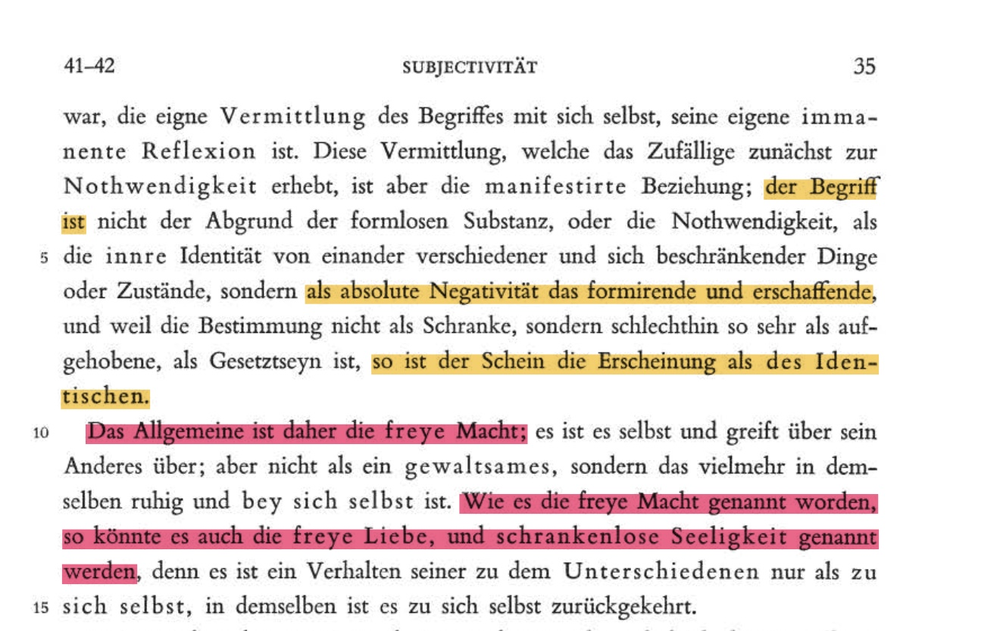 41–42 SUBJECTIVITÄT 35
war, die eigne Vermittlung des Begriffes mit sich selbst, seine eigene imma-
nente Reflexion ist. Diese Vermittlung, welche das Zufällige zunächst zur
Nothwendigkeit erhebt, ist aber die manifestirte Beziehung; der Begriff
ist nicht der Abgrund der formlosen Substanz, oder die Nothwendigkeit, als
5 die innre Identität von einander verschiedener und sich beschränkender Dinge
oder Zustände, sondern als absolute Negativität das formirende und erschaffende,
und weil die Bestimmung nicht als Schranke, sondern schlechthin so sehr als auf-
gehobene, als Gesetztseyn ist, so ist der Schein die Erscheinung als des Iden-
tischen.
10 Das Allgemeine ist daher die freye Macht; es ist es selbst und greift über sein
Anderes über; aber nicht als ein gewaltsames, sondern das vielmehr in dem-
selben ruhig und bey sich selbst ist. Wie es die freye Macht genannt worden,
so könnte es auch die freye Liebe, und schrankenlose Seeligkeit genannt
werden, denn es ist ein Verhalten seiner zu dem Unterschiedenen nur als zu
15 sich selbst, in demselben ist es zu sich selbst zurückgekehrt.